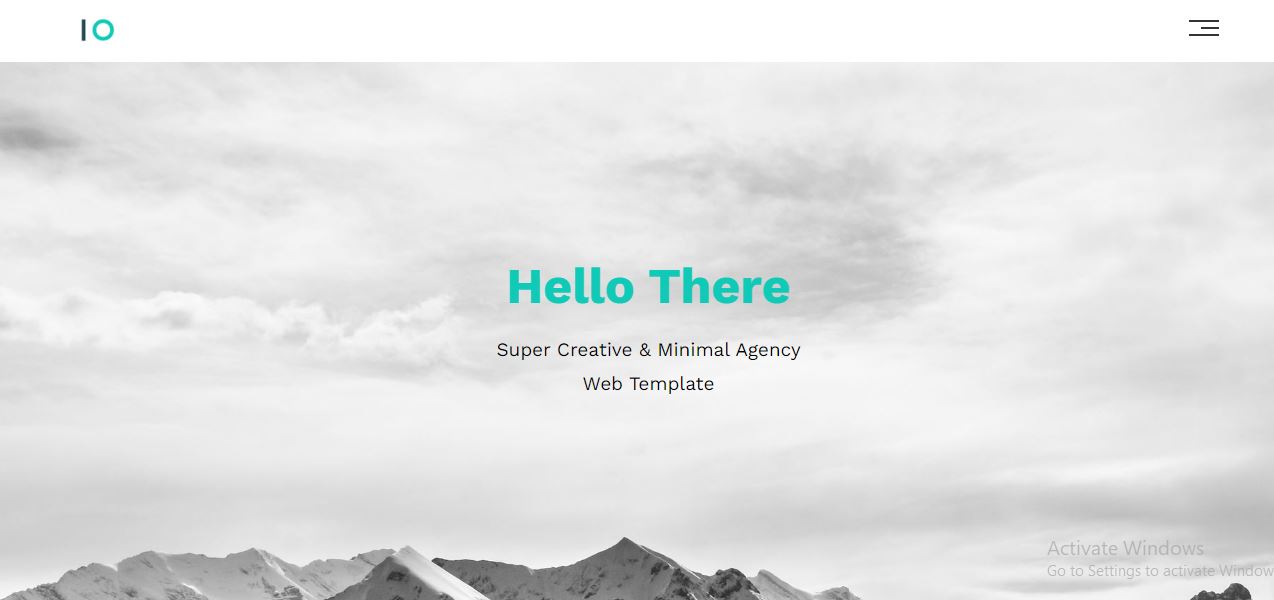 IO
Hello There
Super Creative & Minimal Agency
Web Template
Activate Windows
Go to Settings to activate Window